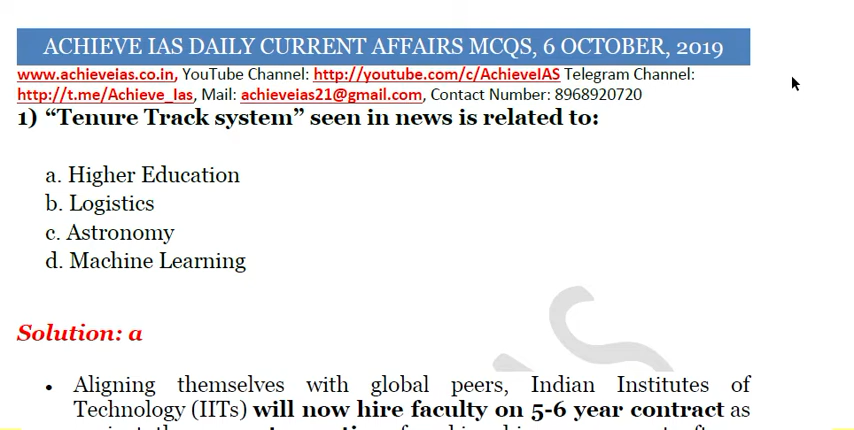 ACHIEVE IAS DAILY CURRENT AFFAIRS MCQS, 6 OCTOBER, 2019
www.achieveias.co.in, YouTube Channel: http://youtube.com/c/AchieveIAS Telegram Channel:
http://t.me/Achieve_Ias, Mail: achieveias21@gmail.com, Contact Number: 8968920720
1) “Tenure Track system” seen in news is related to:
a. Higher Education
b. Logistics
c. Astronomy
d. Machine Learning
Solution: a
• Aligning themselves with global peers, Indian Institutes of
Technology (IITs) will now hire faculty on 5-6 year contract as